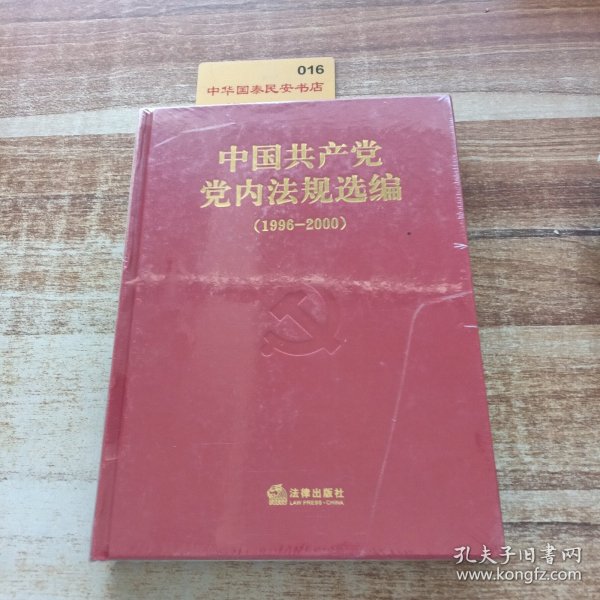 016
中华国泰民安书店
中国共产党
党内法规选编
(1996-2000)
法律出版社
LAW PRESS·CHINA
孔夫子旧书网
www.kongfz.com